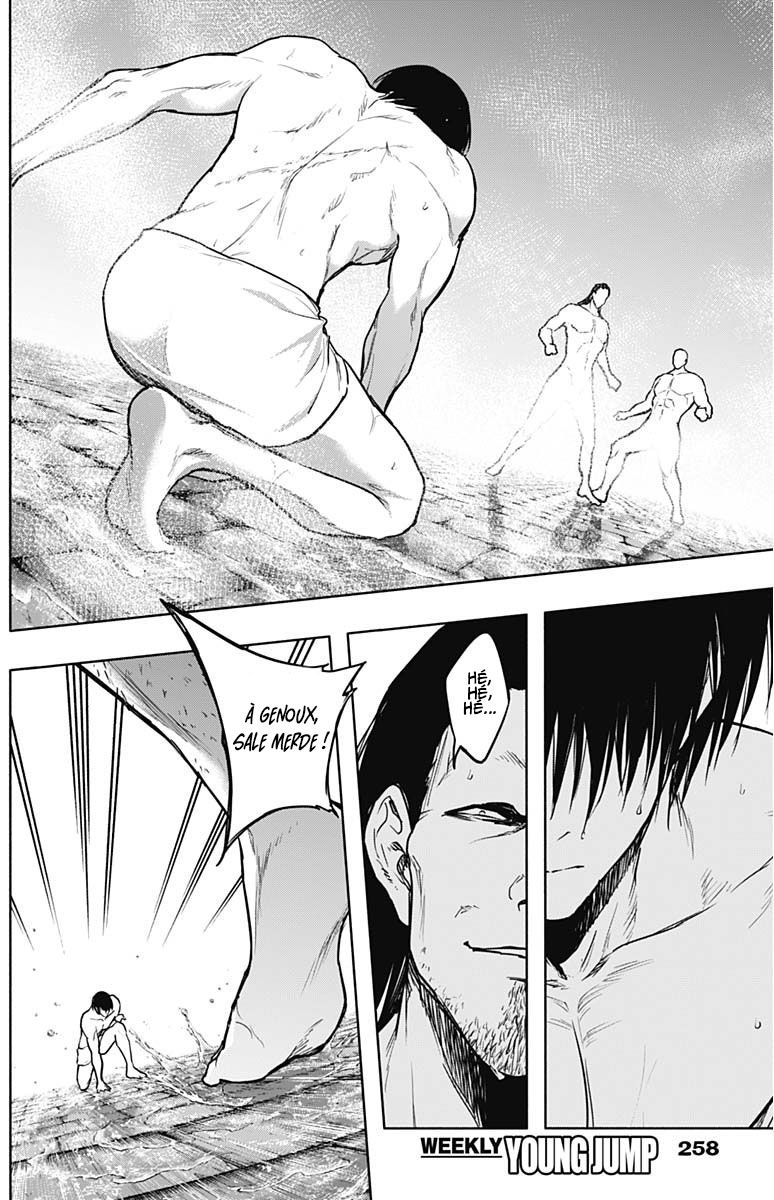 HÉ,
HÉ,
HÉ...
À GENOUX,
SALE MERDE !
WEEKLY YOUNG JUMP 258